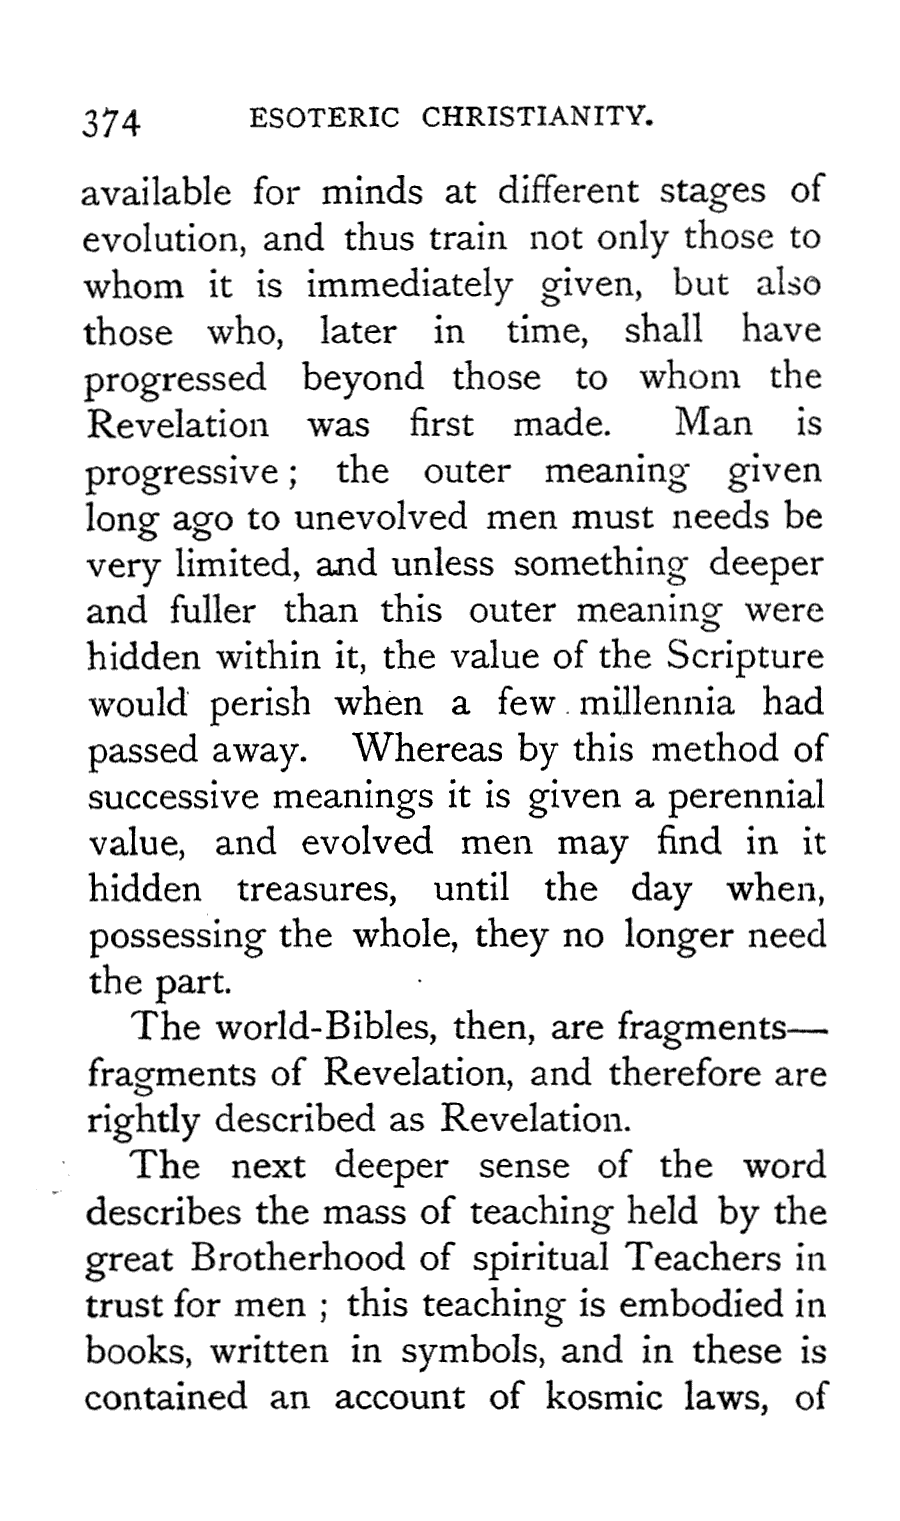 374 ESOTERIC CHRISTIANITY.
available for minds at different stages of
evolution, and thus train not only those to
whom it is immediately given, but also
those who, later in time, shall have
progressed beyond those to whom the
Revelation was first made. Man is
progressive ; the outer meaning given
long ago to unevolved men must needs be
very limited, and unless something deeper
and fuller than this outer meaning were
hidden within it, the value of the Scripture
would perish when a few millennia had
passed away. Whereas by this method of
successive meanings it is given a perennial
value, and evolved men may find in it
hidden treasures, until the day when,
possessing the whole, they no longer need
the part.
The world-Bibles, then, are fragments—
fragments of Revelation, and therefore are
rightly described as Revelation.
The next deeper sense of the word
describes the mass of teaching held by the
great Brotherhood of spiritual Teachers in
trust for men ; this teaching is embodied in
books, written in symbols, and in these is
contained an account of kosmic laws, of